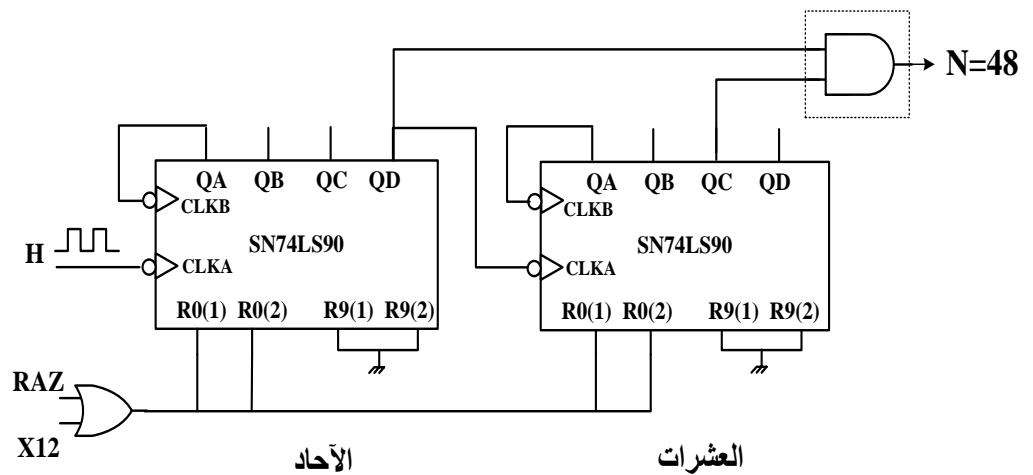 N=48
QA QB QC QD
CLKB
SN74LS90
H
CLKA
R0(1) R0(2) R9(1) R9(2)
QA QB QC QD
CLKB
SN74LS90
CLKA
R0(1) R0(2) R9(1) R9(2)
RAZ
X12
الآحاد
العشرات